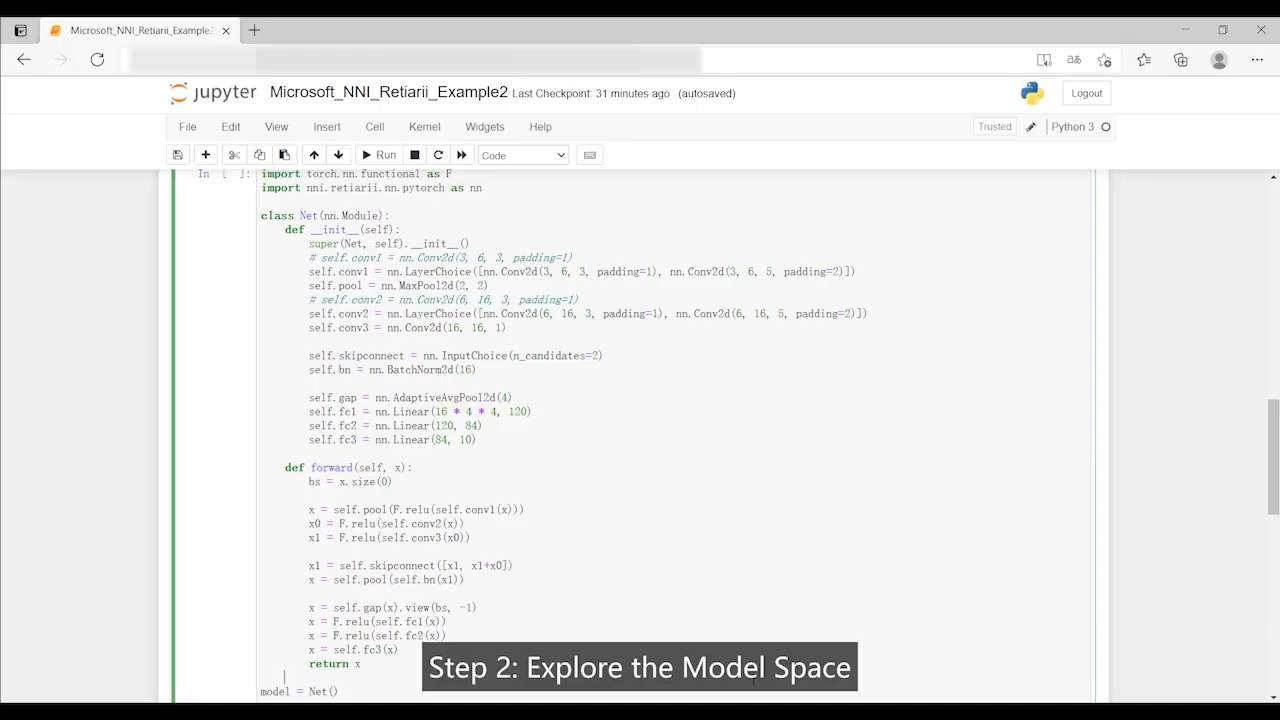 Microsoft_NNI_Retiarii_Example2
jupyter Microsoft_NNI_Retiarii_Example2 Last Checkpoint: 31 minutes ago (autosaved)
Logout
File Edit View Insert Cell Kernel Widgets Help
Trusted Python 3
Run Code
In [ ]: import torch.nn.functional as F
import nni.retiarii.nn.pytorch as nn
class Net(nn.Module):
def __init__(self):
super(Net, self).__init__()
# self.conv1 = nn.Conv2d(3, 6, 3, padding=1)
self.conv1 = nn.LayerChoice([nn.Conv2d(3, 6, 3, padding=1), nn.Conv2d(3, 6, 5, padding=2)])
self.pool = nn.MaxPool2d(2, 2)
# self.conv2 = nn.Conv2d(6, 16, 3, padding=1)
self.conv2 = nn.LayerChoice([nn.Conv2d(6, 16, 3, padding=1), nn.Conv2d(6, 16, 5, padding=2)])
self.conv3 = nn.Conv2d(16, 16, 1)
self.skipconnect = nn.InputChoice(n_candidates=2)
self.bn = nn.BatchNorm2d(16)
self.gap = nn.AdaptiveAvgPool2d(4)
self.fc1 = nn.Linear(16 * 4 * 4, 120)
self.fc2 = nn.Linear(120, 84)
self.fc3 = nn.Linear(84, 10)
def forward(self, x):
bs = x.size(0)
x = self.pool(F.relu(self.conv1(x)))
x0 = F.relu(self.conv2(x))
x1 = F.relu(self.conv3(x0))
x1 = self.skipconnect([x1, x1+x0])
x = self.pool(self.bn(x1))
x = self.gap(x).view(bs, -1)
x = F.relu(self.fc1(x))
x = F.relu(self.fc2(x))
x = self.fc3(x)
return x
model = Net()
Step 2: Explore the Model Space